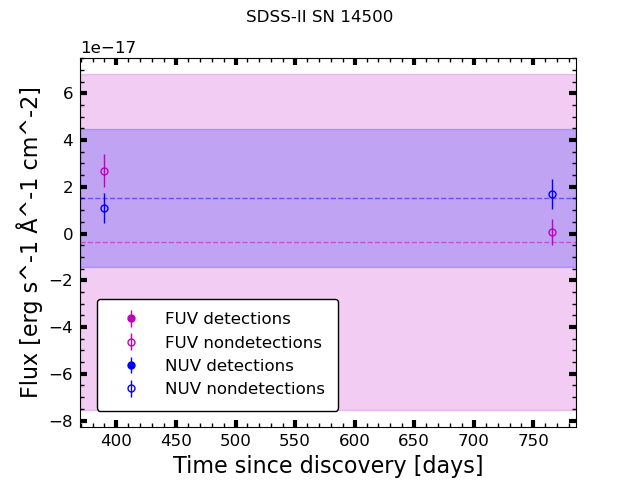 SDSS-II SN 14500
1e−17
Flux [erg s^-1 Å^-1 cm^-2]
6
4
2
0
−2
−4
−6
−8
FUV detections
FUV nondetections
NUV detections
NUV nondetections
400 450 500 550 600 650 700 750
Time since discovery [days]